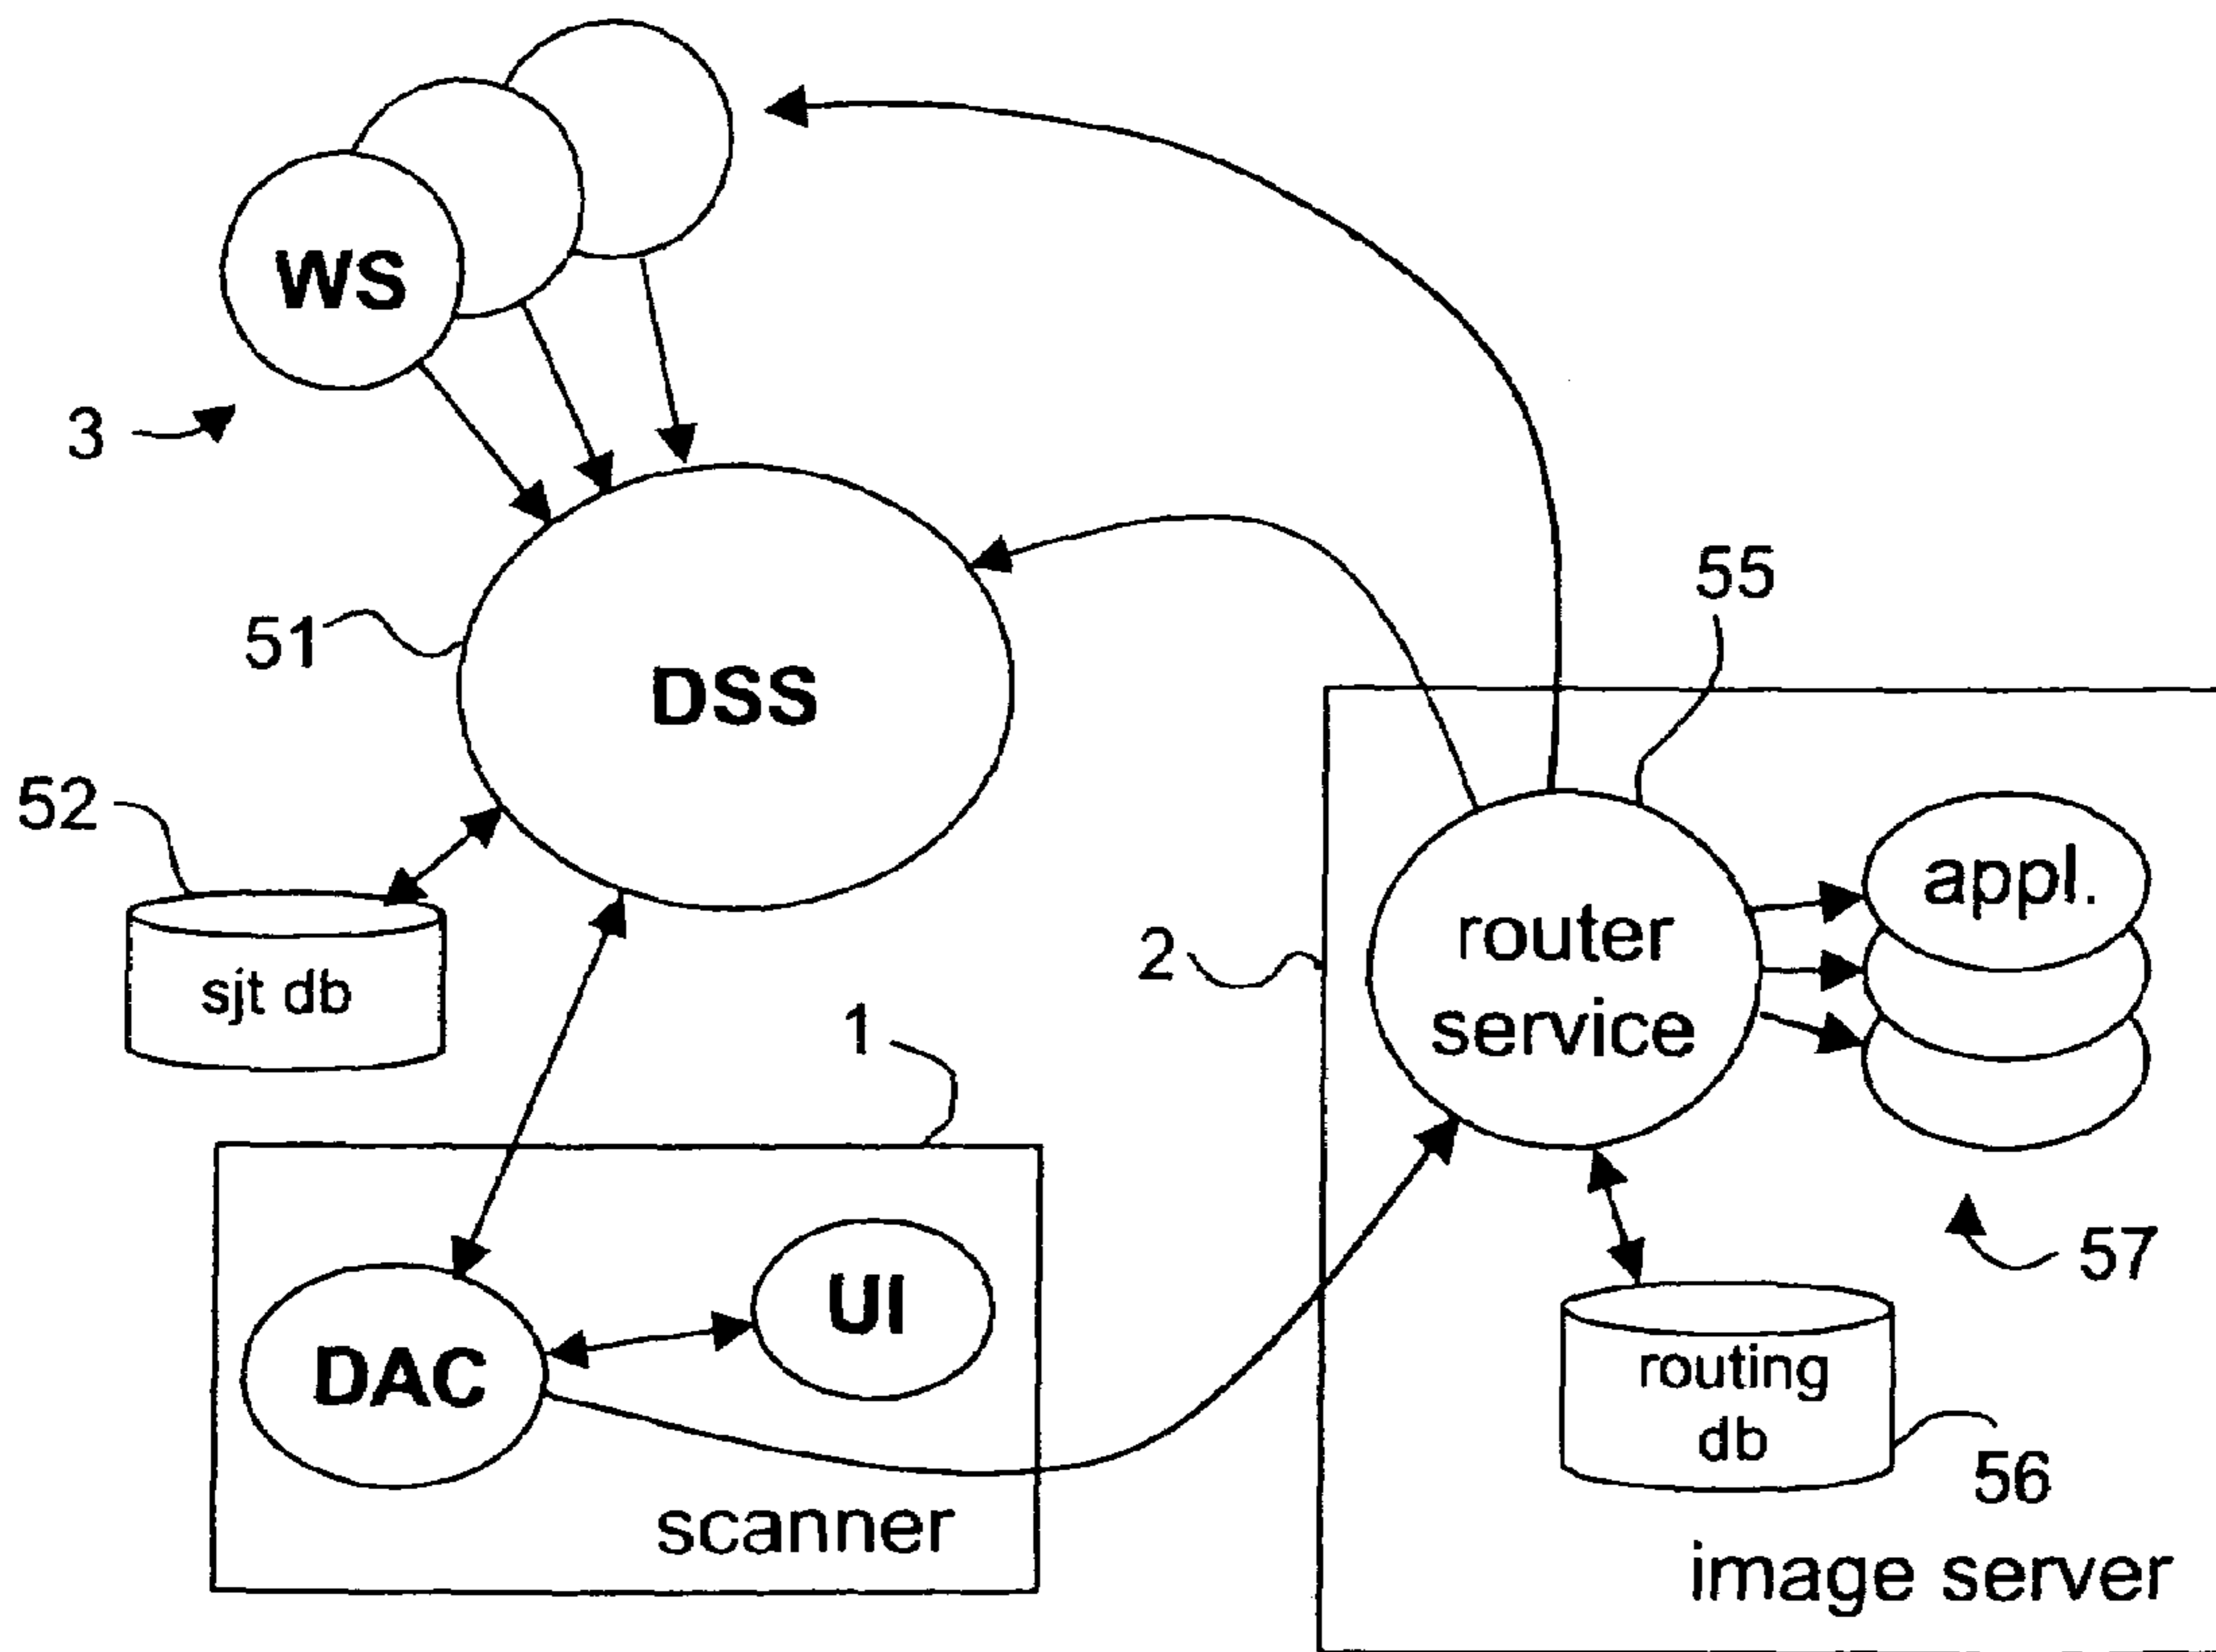 WS
3
55
51
DSS
52
appl.
router
service
2
sjt db
1
57
UI
routing
db
DAC
56
scanner
image server